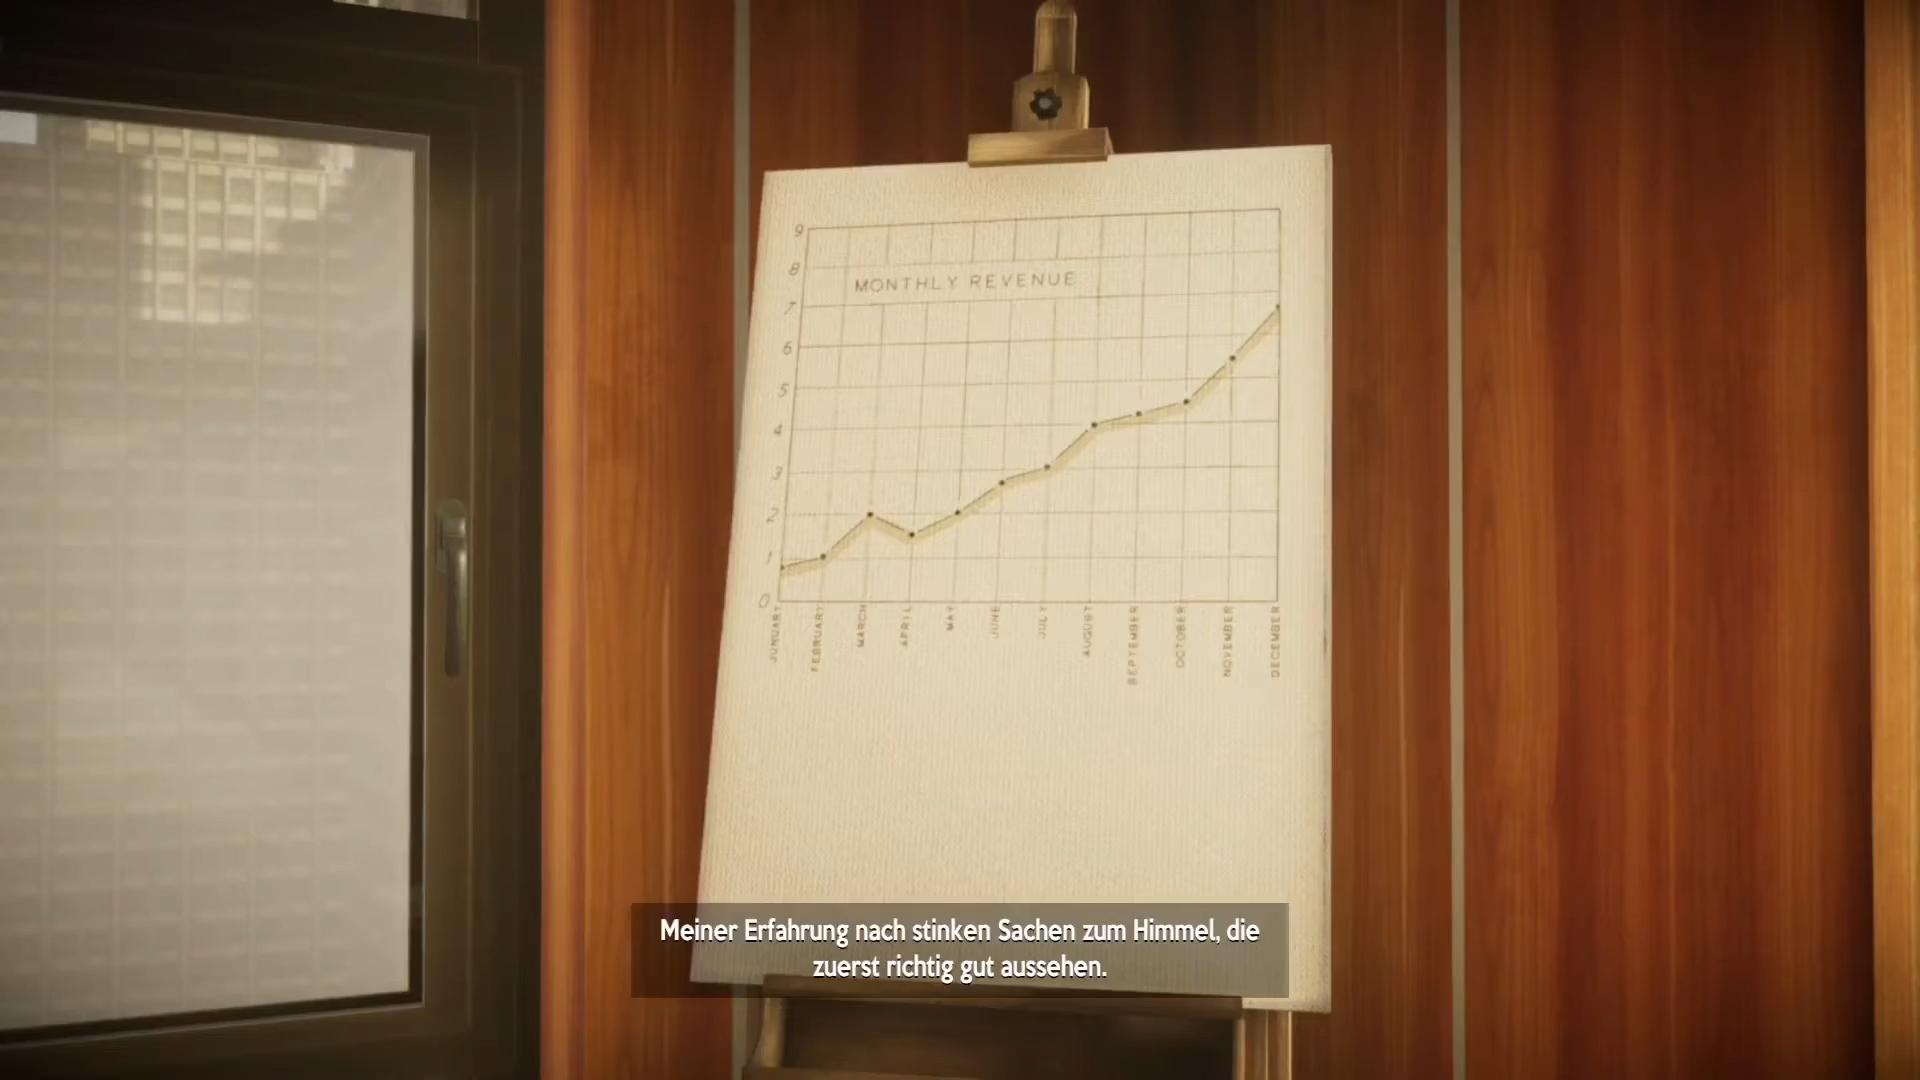 9
8
MONTHLY REVENUE
7
6
5
4
3
2
1
0
JUNUARY
FEBRUARY
MARCH
APRIL
MAY
JUNE
JULY
AUGUST
SEPTEMBER
OCTOBER
NOVEMBER
DECEMBER
Meiner Erfahrung nach stinken Sachen zum Himmel, die
zuerst richtig gut aussehen.